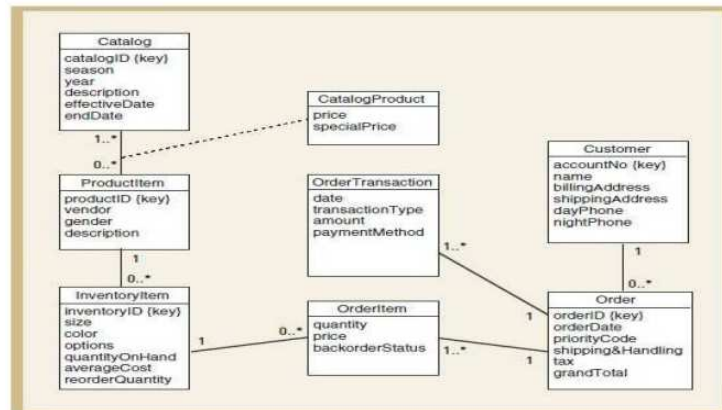 Catalog
catalogID {key}
season
year
description
effectiveDate
endDate
1..*
0..*
CatalogProduct
price
specialPrice
ProductItem
productID {key}
vendor
gender
description
1
0..*
OrderTransaction
date
transactionType
amount
paymentMethod
1..*
1
Customer
accountNo {key}
name
billingAddress
shippingAddress
dayPhone
nightPhone
1
0..*
InventoryItem
inventoryID {key}
size
color
options
quantityOnHand
averageCost
reorderQuantity
1
0..*
OrderItem
quantity
price
backorderStatus
1..*
1
Order
orderID {key}
orderDate
priorityCode
shipping&Handling
tax
grandTotal